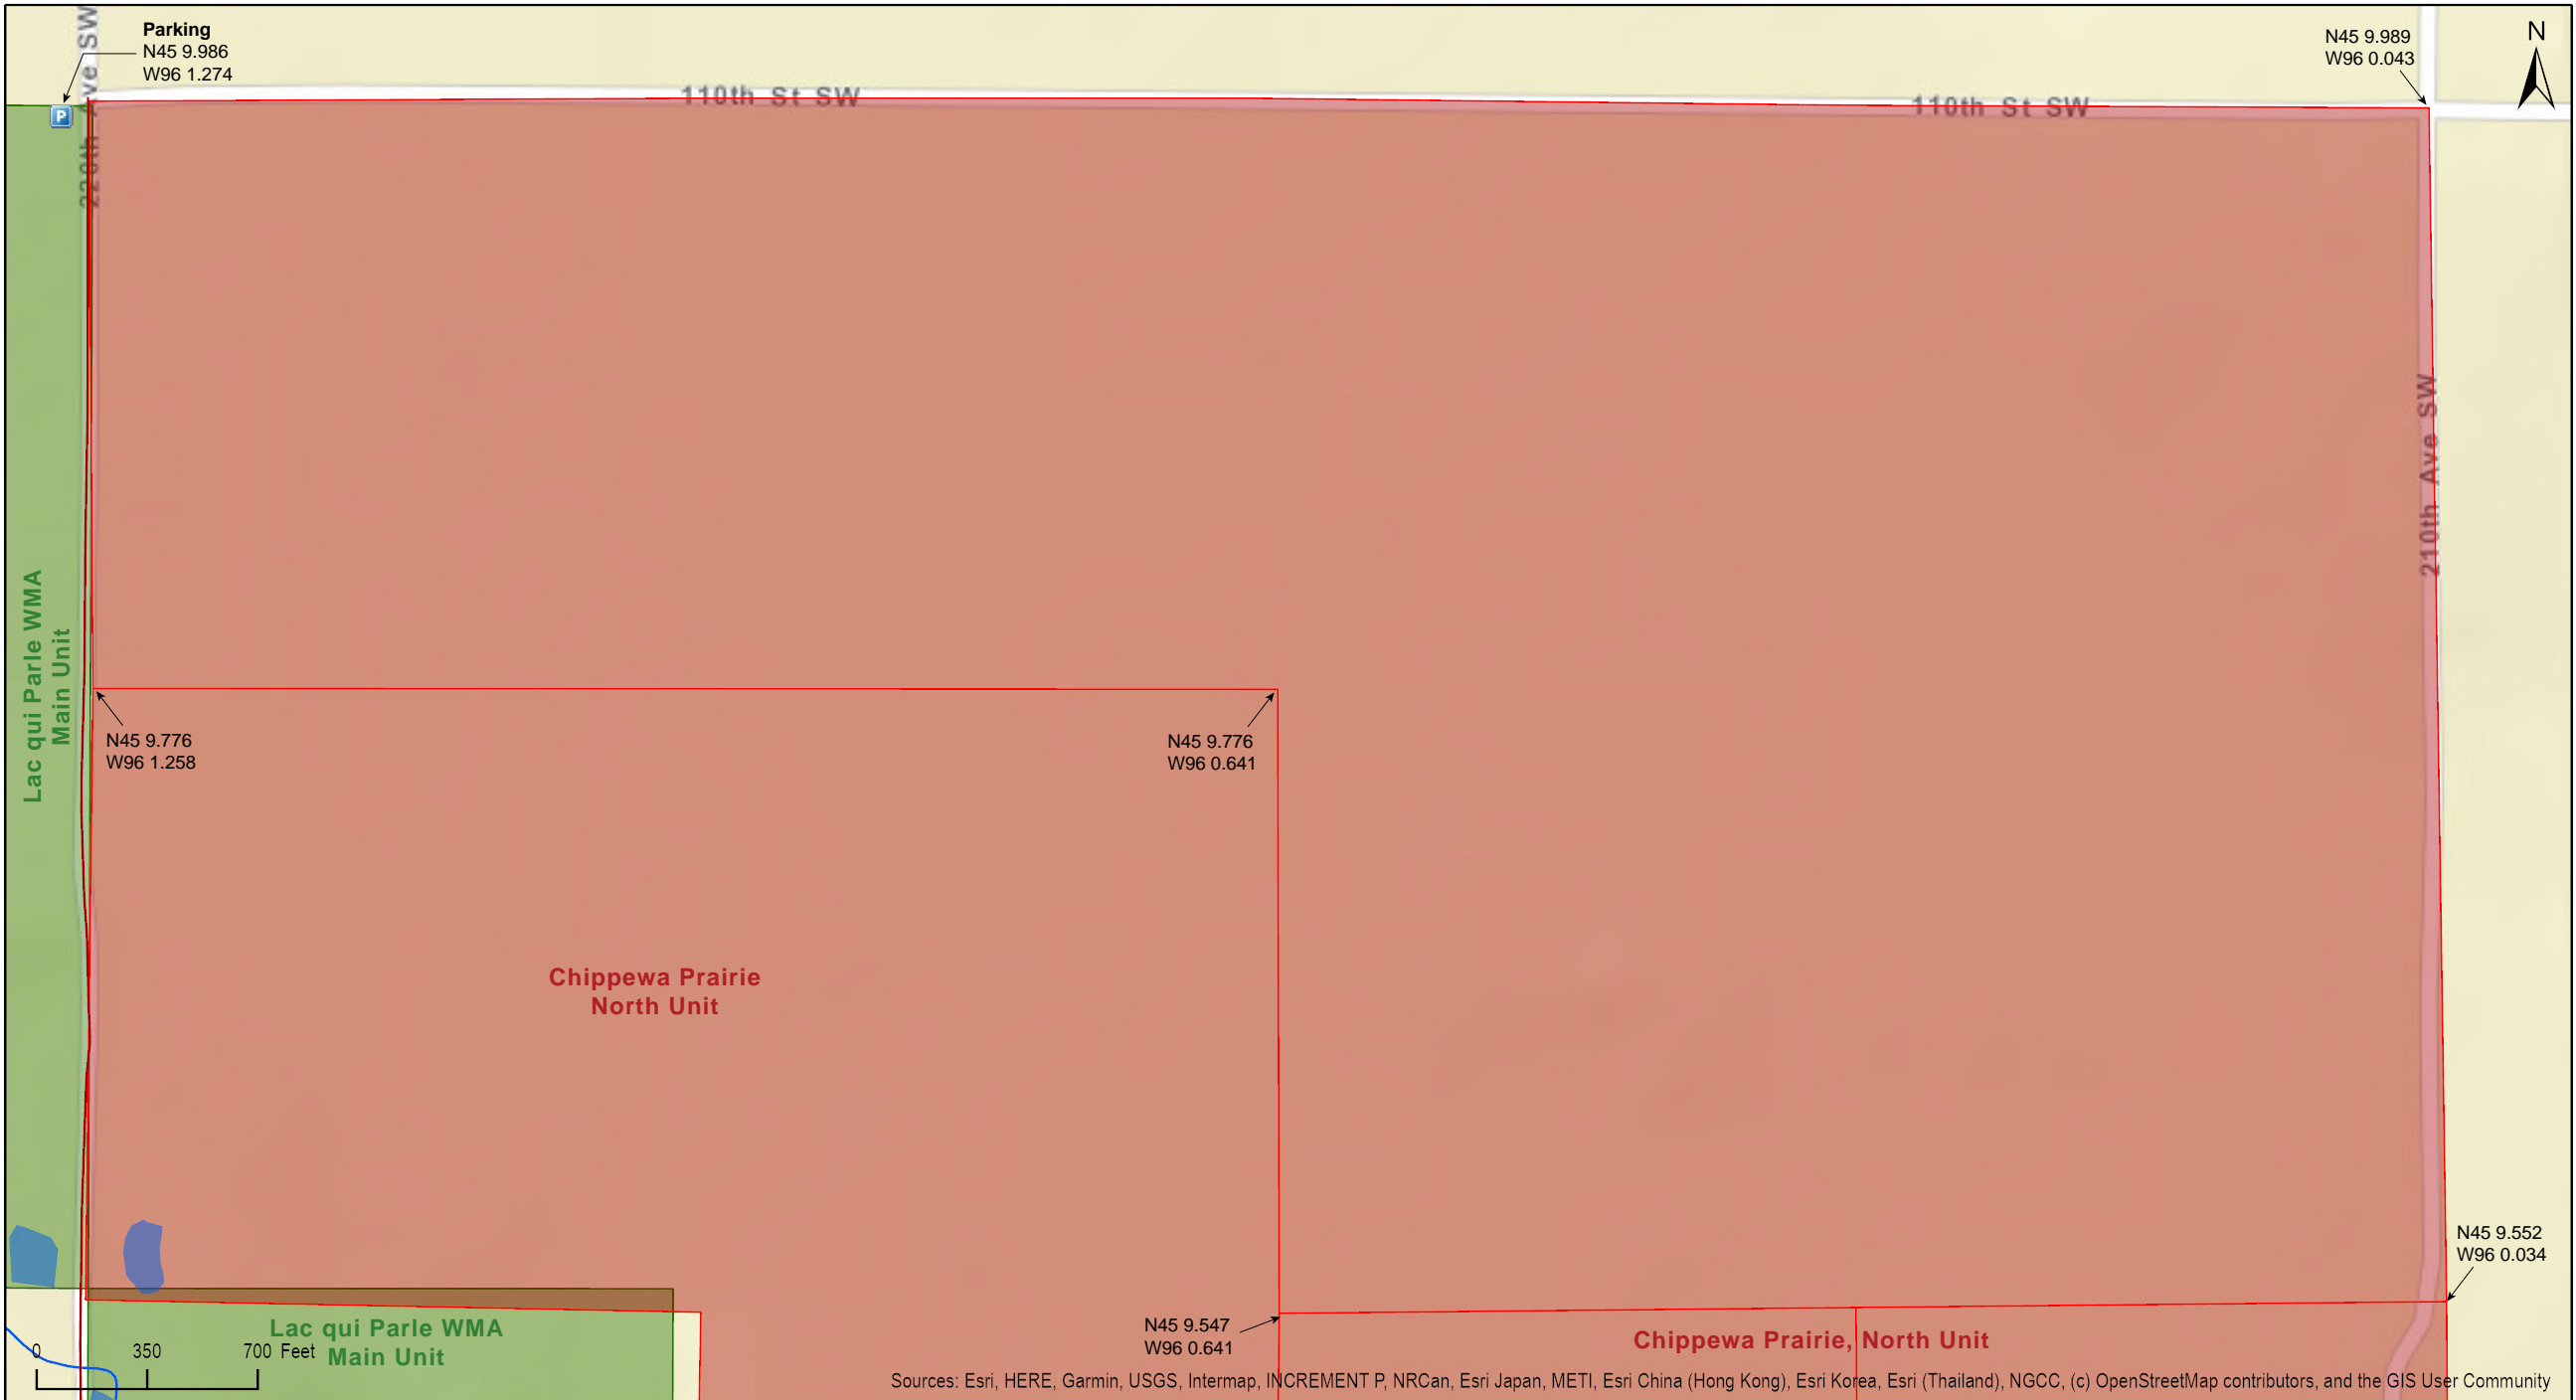 Parking
N45 9.986
W96 1.274
N45 9.989
W96 0.043
N
220th Ave SW
110th St SW
110th St SW
P
210th Ave SW
Lac qui Parle WMA
Main Unit
N45 9.776
W96 1.258
N45 9.776
W96 0.641
Chippewa Prairie
North Unit
N45 9.552
W96 0.034
N45 9.547
W96 0.641
Lac qui Parle WMA
Main Unit
Chippewa Prairie, North Unit
0 350 700 Feet
Sources: Esri, HERE, Garmin, USGS, Intermap, INCREMENT P, NRCan, Esri Japan, METI, Esri China (Hong Kong), Esri Korea, Esri (Thailand), NGCC, (c) OpenStreetMap contributors, and the GIS User Community